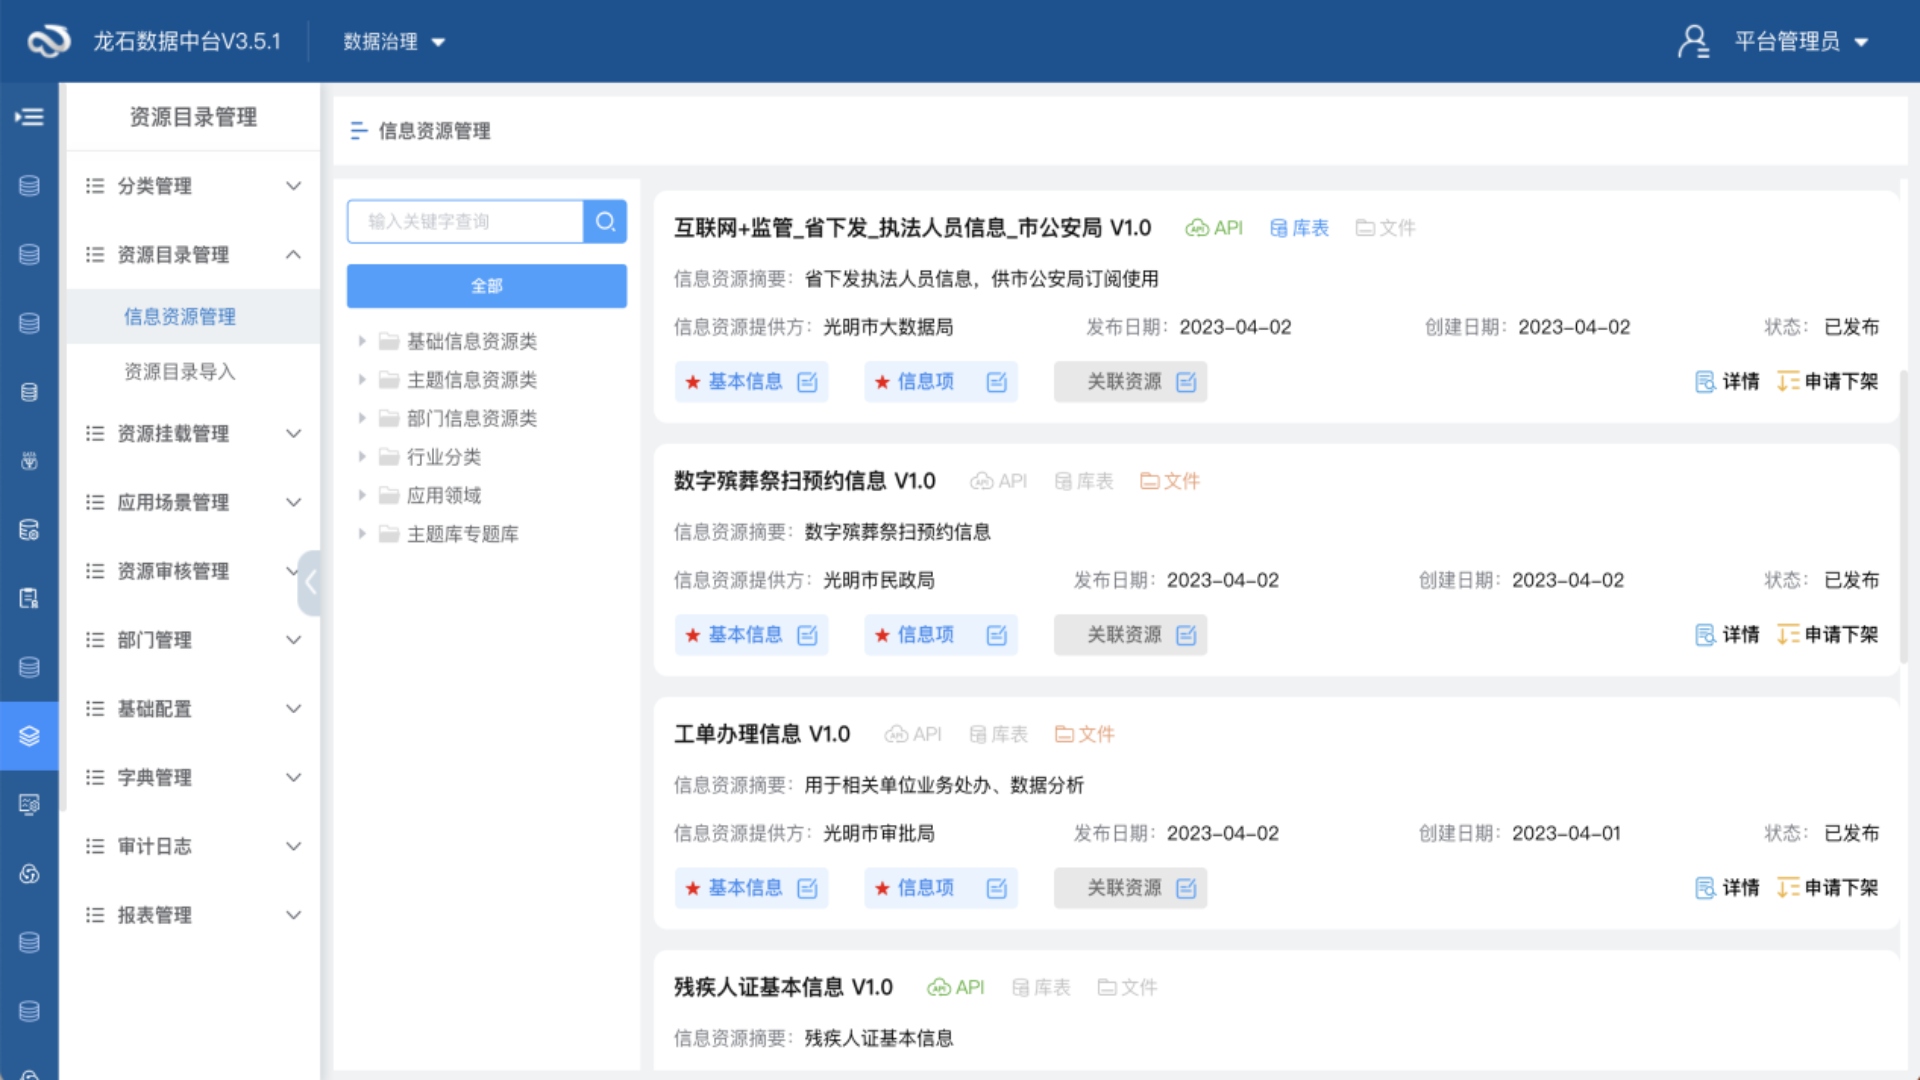 龙石数据中台V3.5.1
数据治理
平台管理员
资源目录管理
分类管理
资源目录管理
信息资源管理
资源目录导入
资源挂载管理
应用场景管理
资源审核管理
部门管理
基础配置
字典管理
审计日志
报表管理
信息资源管理
输入关键字查询
全部
基础信息资源类
主题信息资源类
部门信息资源类
行业分类
应用领域
主题库专题库
互联网+监管_省下发_执法人员信息_市公安局 V1.0 API 库表 文件
信息资源摘要：省下发执法人员信息，供市公安局订阅使用
信息资源提供方：光明市大数据局 发布日期：2023-04-02 创建日期：2023-04-02 状态：已发布
★ 基本信息 ★ 信息项 关联资源 详情 申请下架
数字殡葬祭扫预约信息 V1.0 API 库表 文件
信息资源摘要：数字殡葬祭扫预约信息
信息资源提供方：光明市民政局 发布日期：2023-04-02 创建日期：2023-04-02 状态：已发布
★ 基本信息 ★ 信息项 关联资源 详情 申请下架
工单办理信息 V1.0 API 库表 文件
信息资源摘要：用于相关单位业务处办、数据分析
信息资源提供方：光明市审批局 发布日期：2023-04-02 创建日期：2023-04-01 状态：已发布
★ 基本信息 ★ 信息项 关联资源 详情 申请下架
残疾人证基本信息 V1.0 API 库表 文件
信息资源摘要：残疾人证基本信息